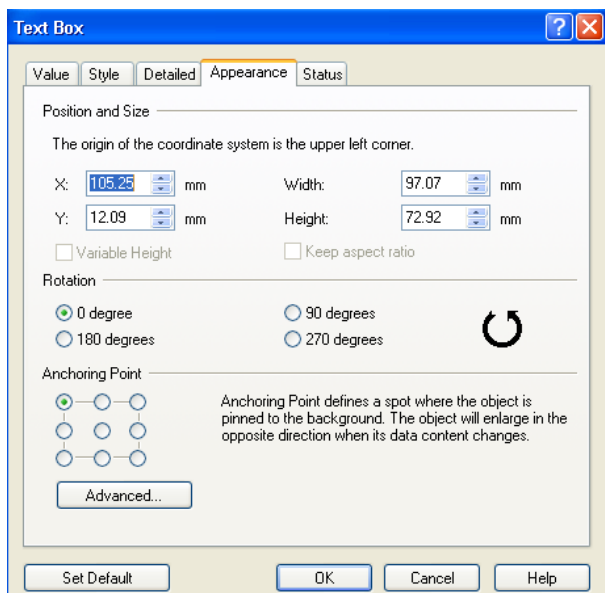 Text Box
Value Style Detailed Appearance Status
Position and Size
The origin of the coordinate system is the upper left corner.
X: 105.25 mm Width: 97.07 mm
Y: 12.09 mm Height: 72.92 mm
Variable Height Keep aspect ratio
Rotation
0 degree 90 degrees
180 degrees 270 degrees
Anchoring Point
Anchoring Point defines a spot where the object is
pinned to the background. The object will enlarge in the
opposite direction when its data content changes.
Advanced...
Set Default OK Cancel Help